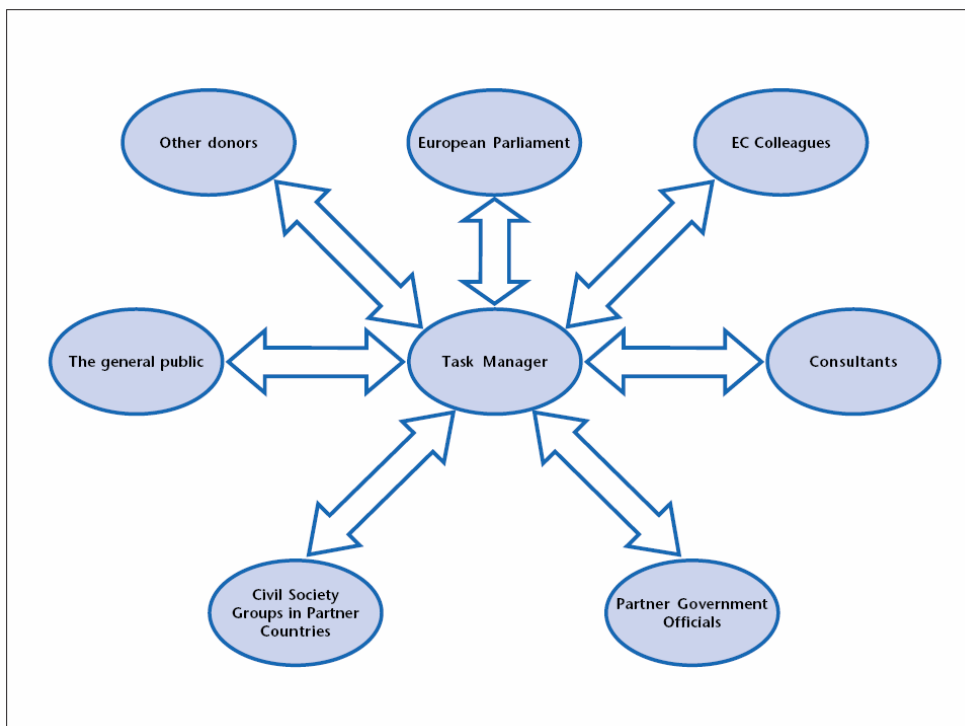 Other donors
European Parliament
EC Colleagues
The general public
Task Manager
Consultants
Civil Society
Groups in Partner
Countries
Partner Government
Officials